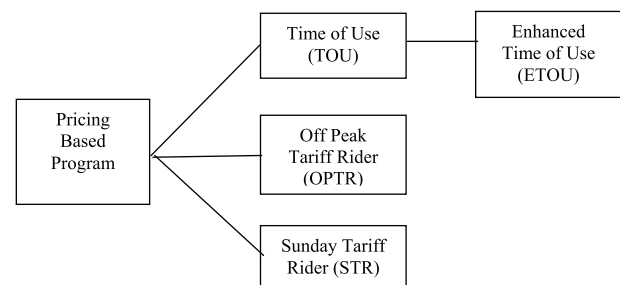 Pricing
Based
Program
Time of Use
(TOU)
Enhanced
Time of Use
(ETOU)
Off Peak
Tariff Rider
(OPTR)
Sunday Tariff
Rider (STR)